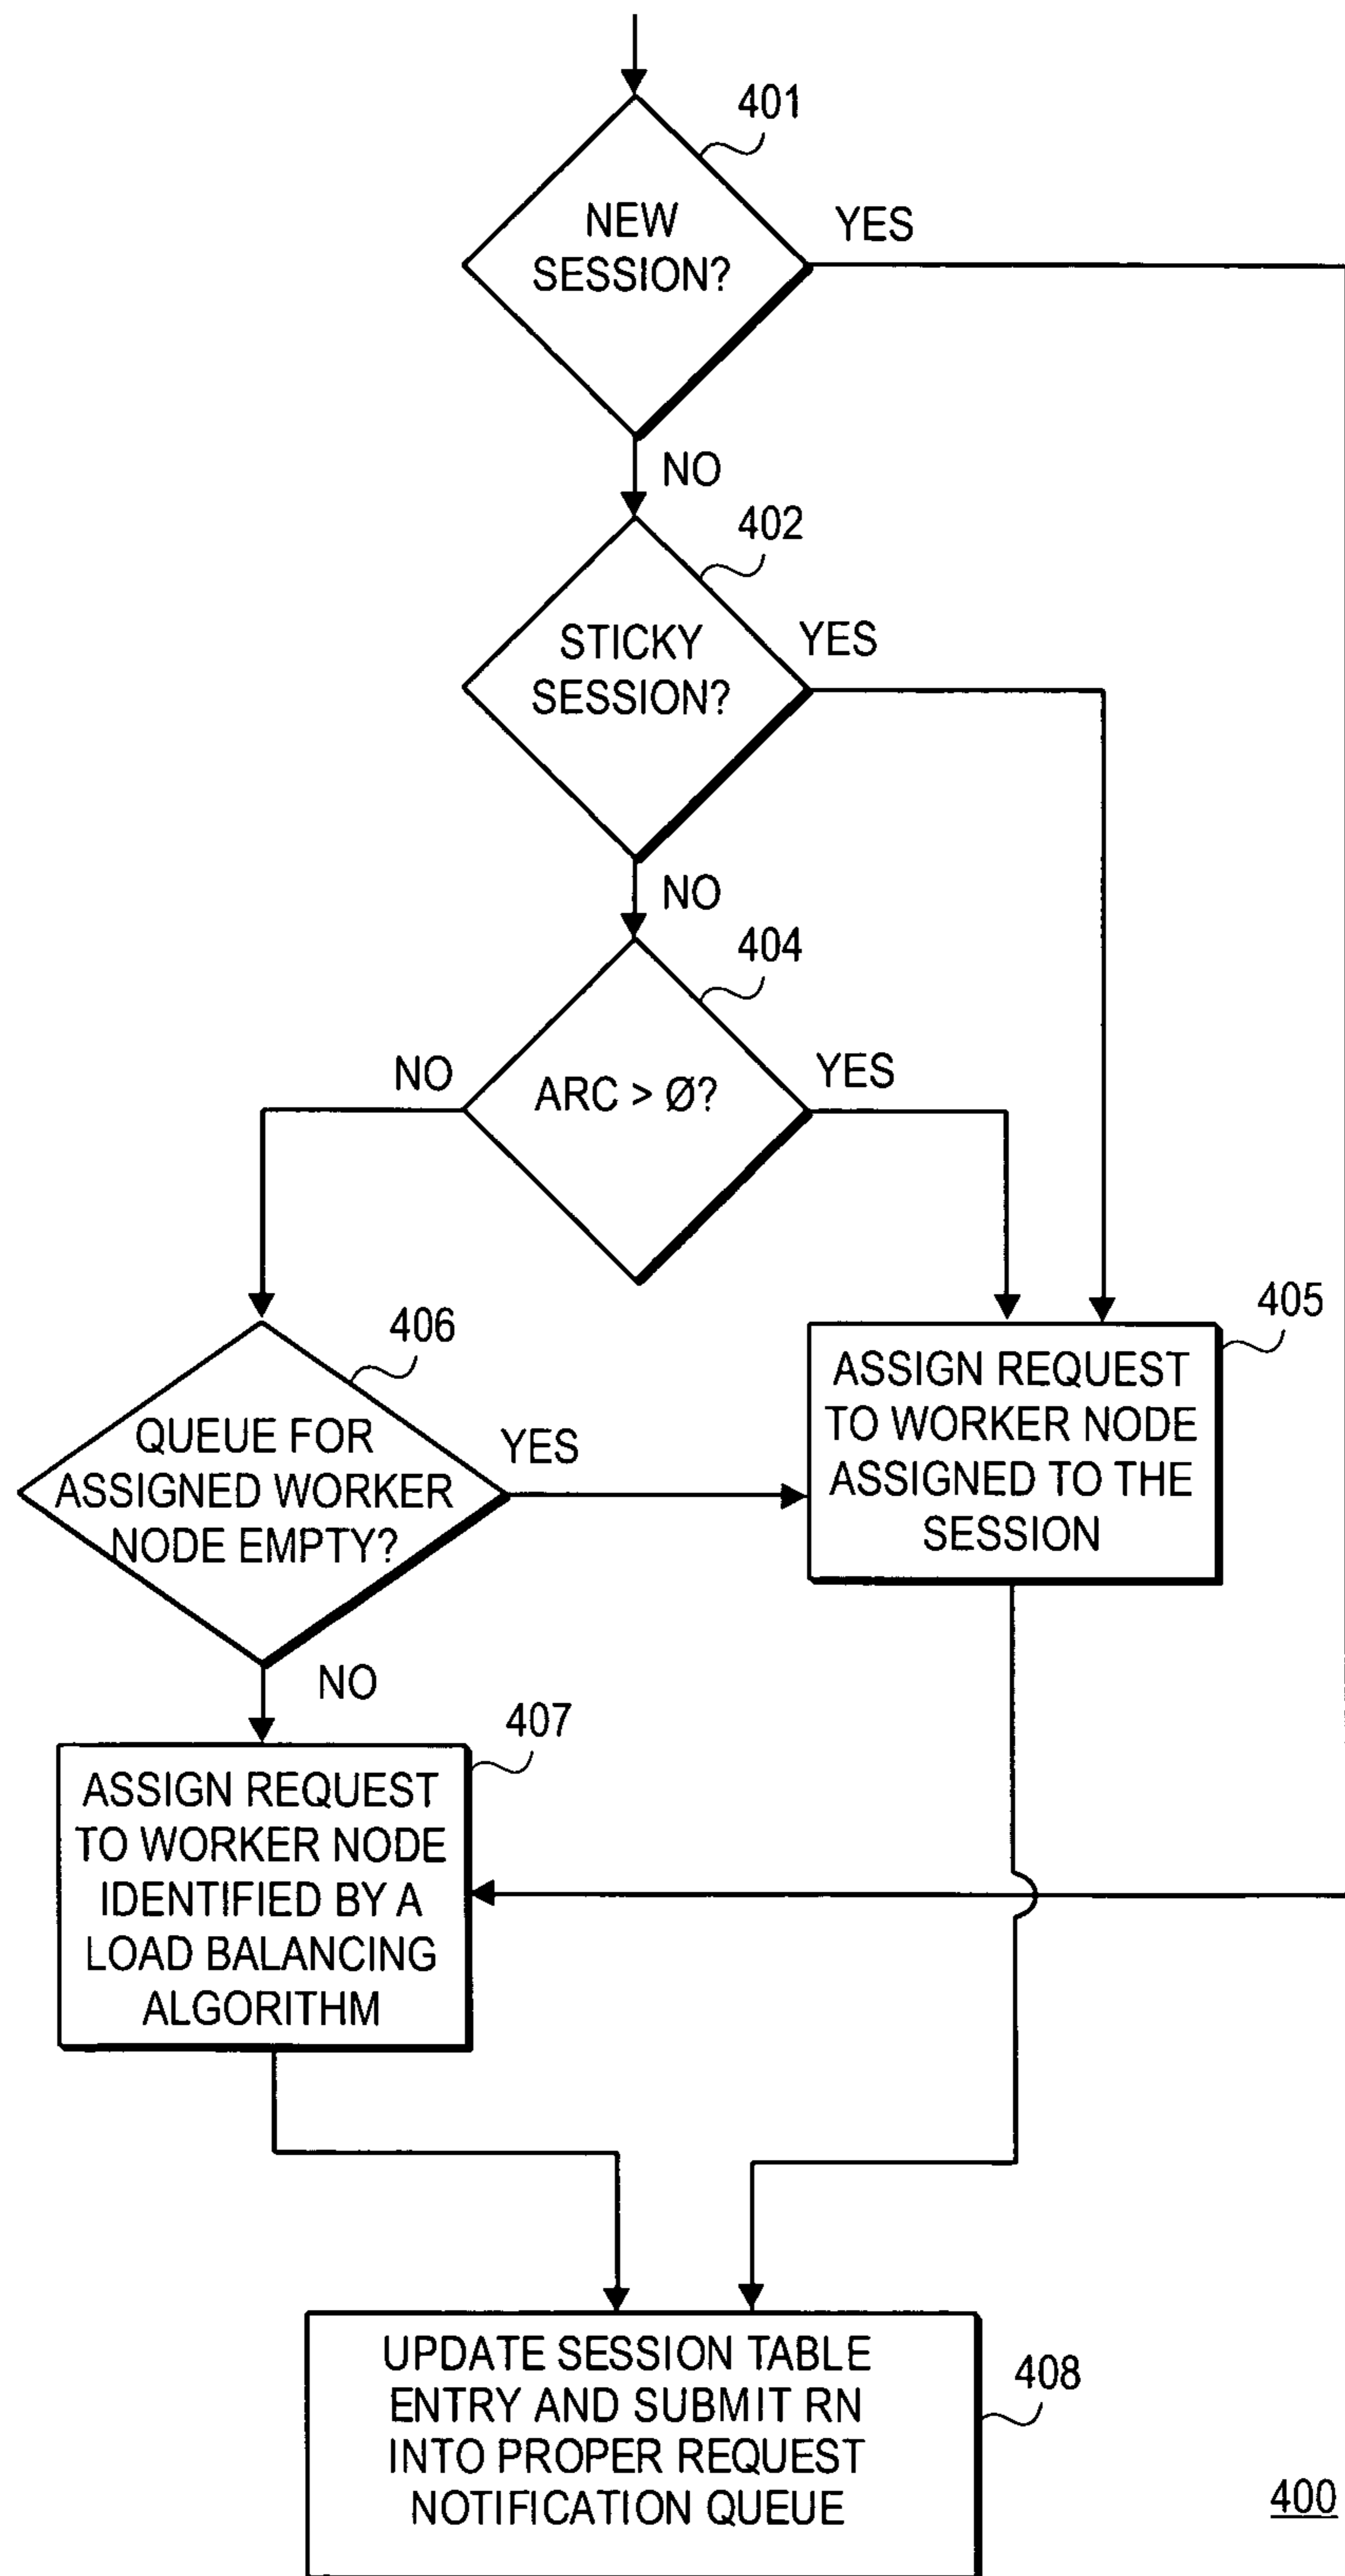 401
NEW
SESSION?
YES
NO
402
STICKY
SESSION?
YES
NO
404
ARC > Ø?
NO
YES
405
ASSIGN REQUEST
TO WORKER NODE
ASSIGNED TO THE
SESSION
406
QUEUE FOR
ASSIGNED WORKER
NODE EMPTY?
YES
NO
407
ASSIGN REQUEST
TO WORKER NODE
IDENTIFIED BY A
LOAD BALANCING
ALGORITHM
408
UPDATE SESSION TABLE
ENTRY AND SUBMIT RN
INTO PROPER REQUEST
NOTIFICATION QUEUE
400